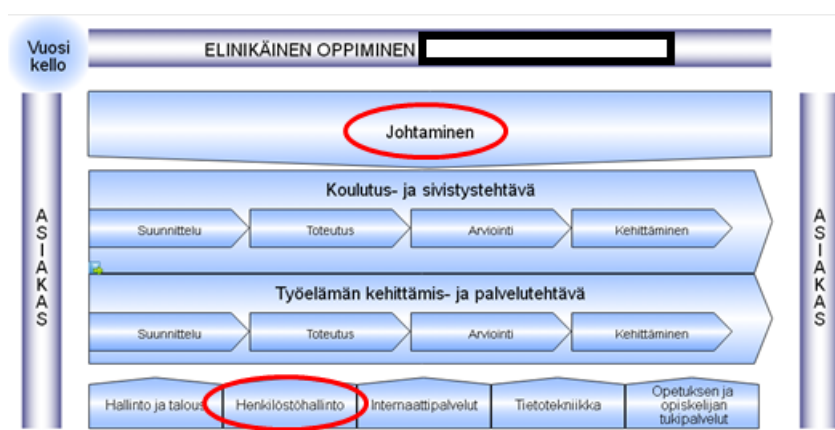 Vuosi
kello
ELINIKÄINEN OPPIMINEN
Johtaminen
ASIAKAS
Koulutus- ja sivistystehtävä
Suunnittelu
Toteutus
Arviointi
Kehittäminen
Työelämän kehittämis- ja palvelutehtävä
Suunnittelu
Toteutus
Arviointi
Kehittäminen
ASIAKAS
Hallinto ja talous
Henkilöstöhallinto
Internaattipalvelut
Tietotekniikka
Opetuksen ja
opiskelijan
tukipalvelut